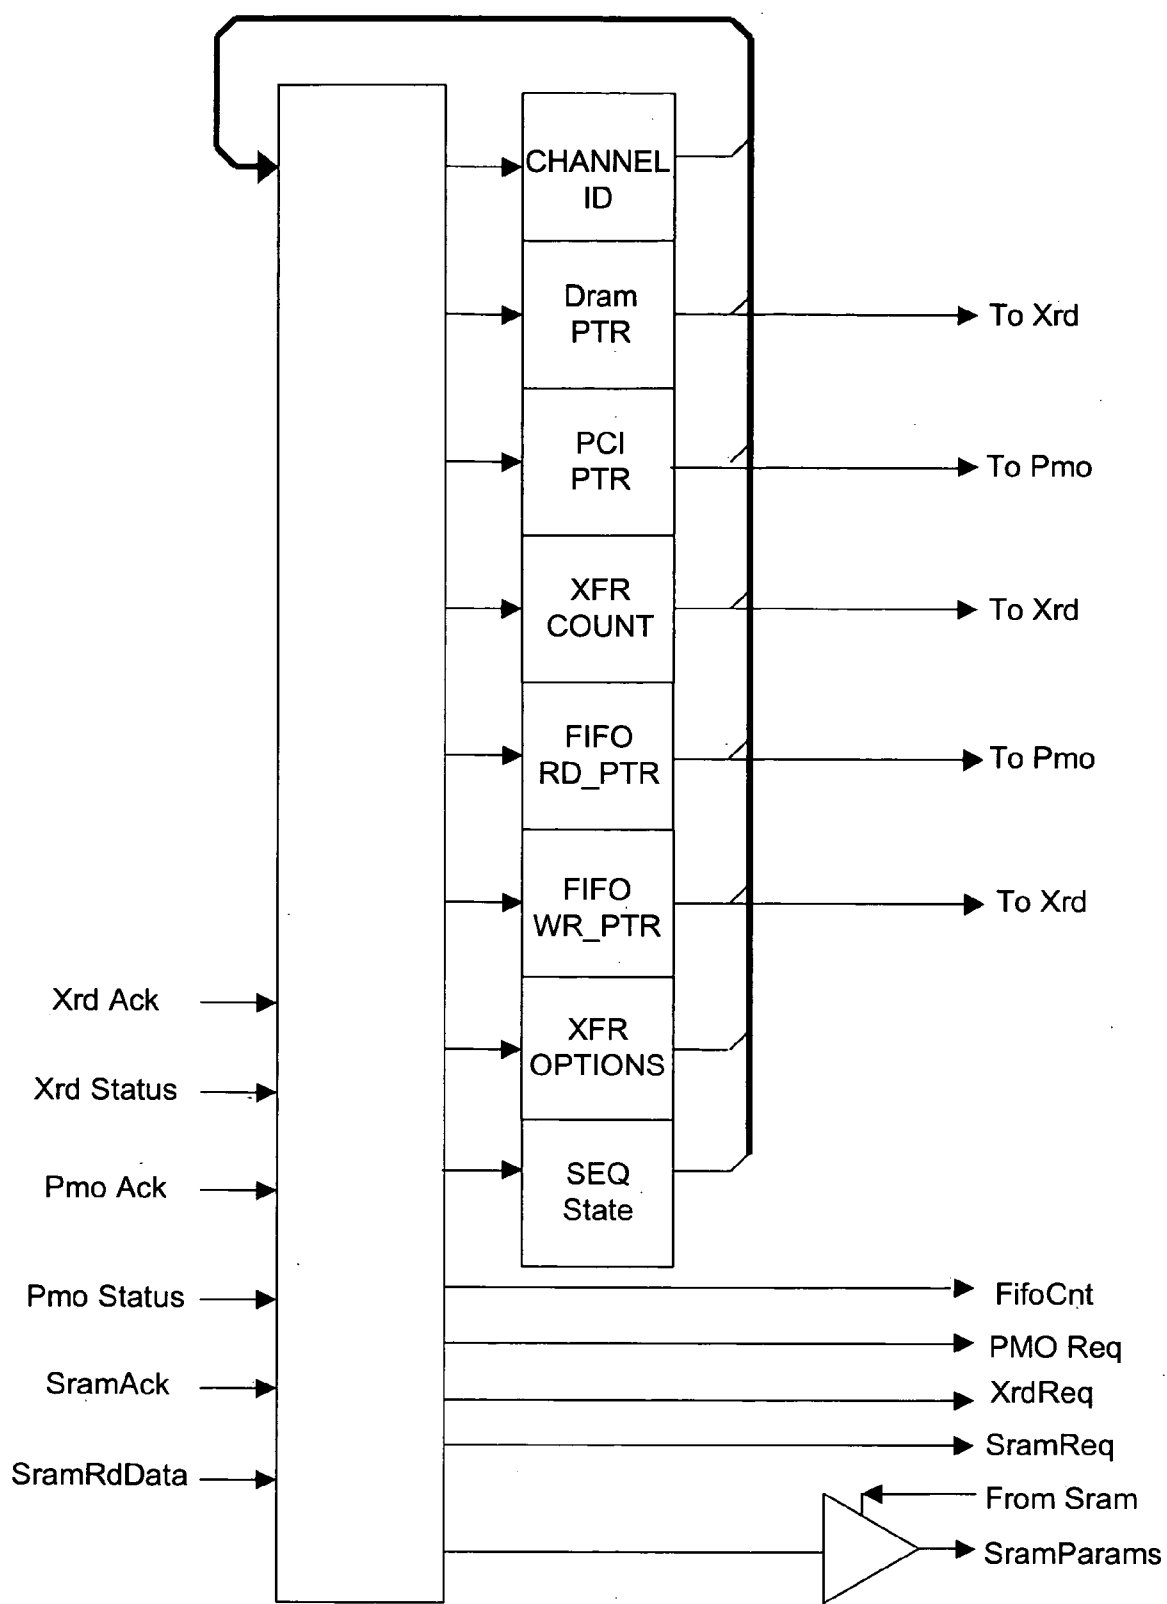 CHANNEL
ID
Dram
PTR
To Xrd
PCI
PTR
To Pmo
XFR
COUNT
To Xrd
FIFO
RD_PTR
To Pmo
FIFO
WR_PTR
To Xrd
Xrd Ack
XFR
OPTIONS
Xrd Status
Pmo Ack
SEQ
State
Pmo Status
FifoCnt
PMO Req
SramAck
XrdReq
SramReq
SramRdData
From Sram
SramParams